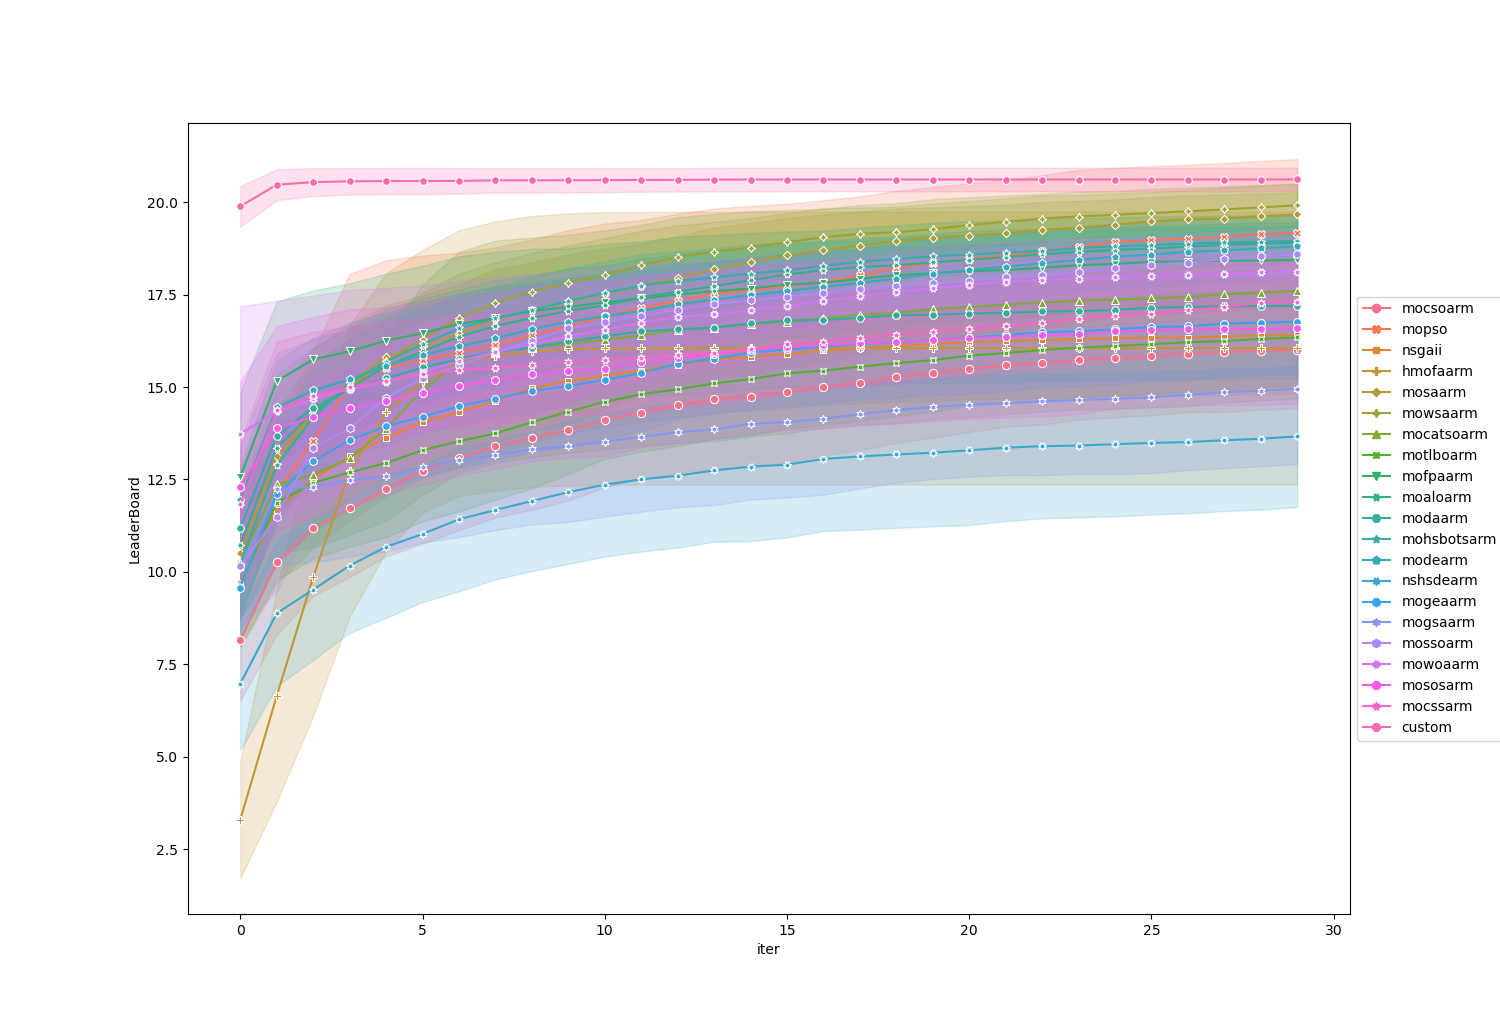 20.0
17.5
15.0
12.5
10.0
7.5
5.0
2.5
LeaderBoard
0 5 10 15 20 25 30
iter
mocsoarm
mopso
nsgaii
hmofaarm
mosaarm
mowsaarm
mocatsoarm
motlboarm
mofpaarm
moaloarm
modaarm
mohsbotsarm
modearm
nshsdearm
mogeaarm
mogsaarm
mossoarm
mowoaarm
mososarm
mocssarm
custom